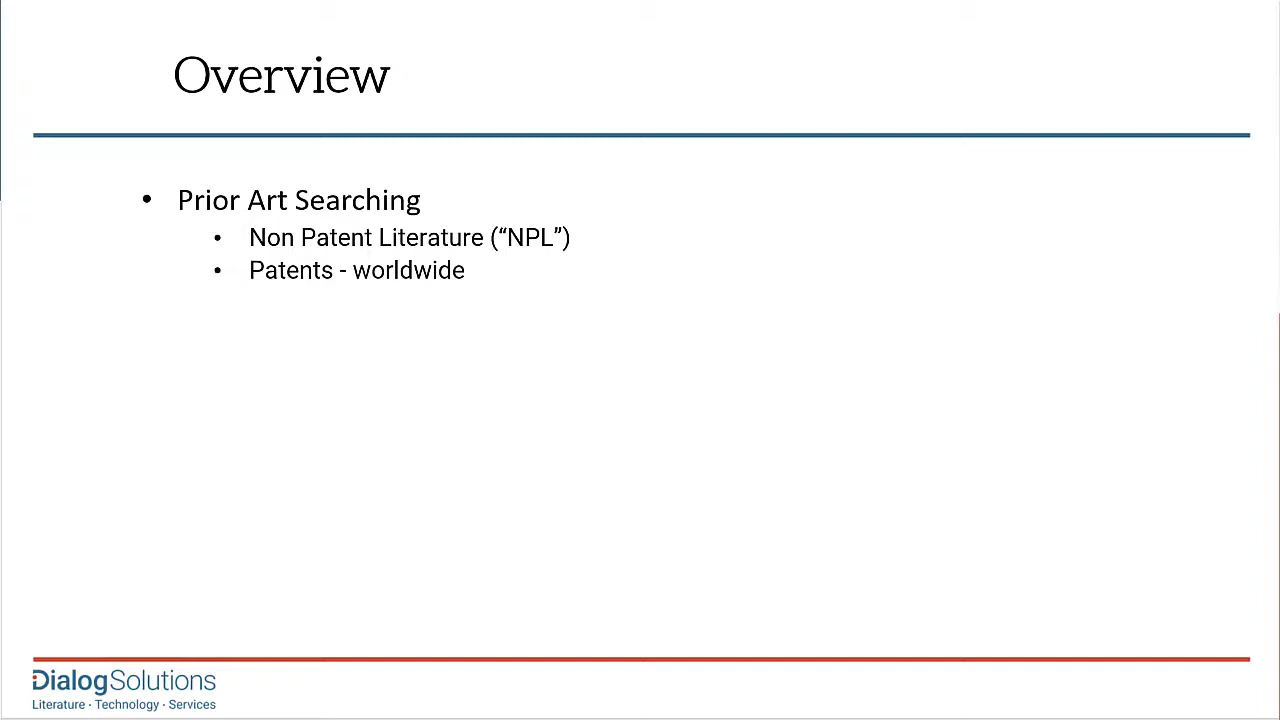 Overview
• Prior Art Searching
• Non Patent Literature (“NPL”)
• Patents - worldwide
DialogSolutions
Literature · Technology · Services